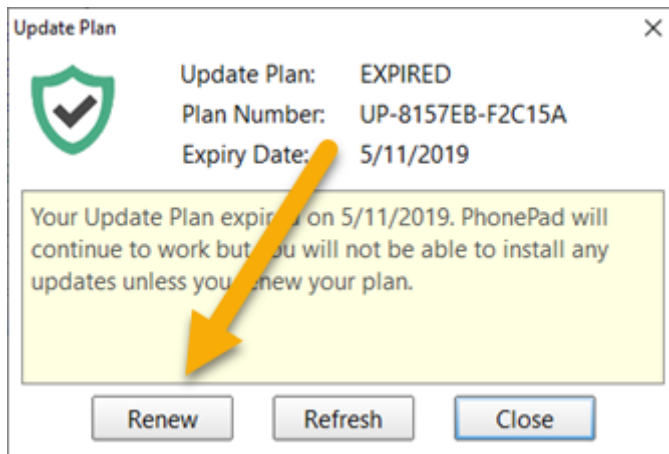 Update Plan
Update Plan: EXPIRED
Plan Number: UP-8157EB-F2C15A
Expiry Date: 5/11/2019
Your Update Plan expired on 5/11/2019. PhonePad will
continue to work but you will not be able to install any
updates unless you renew your plan.
Renew Refresh Close